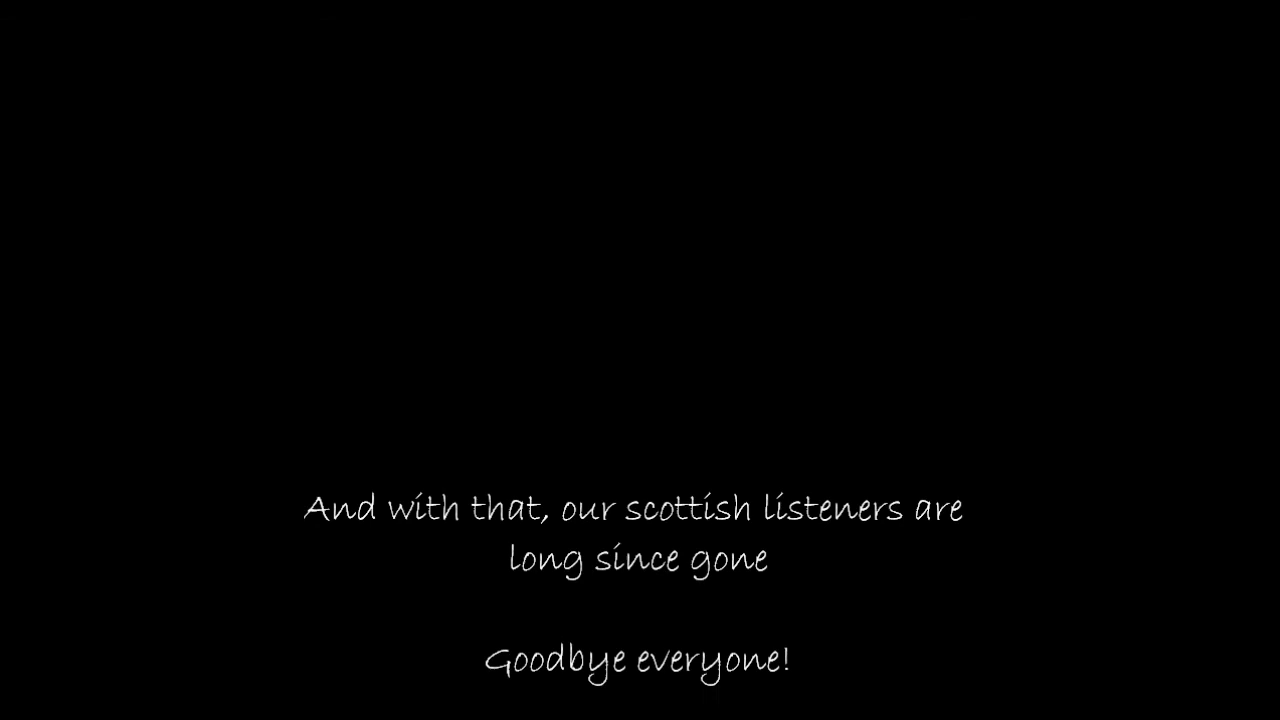 And with that, our scottish listeners are
long since gone
Goodbye everyone!